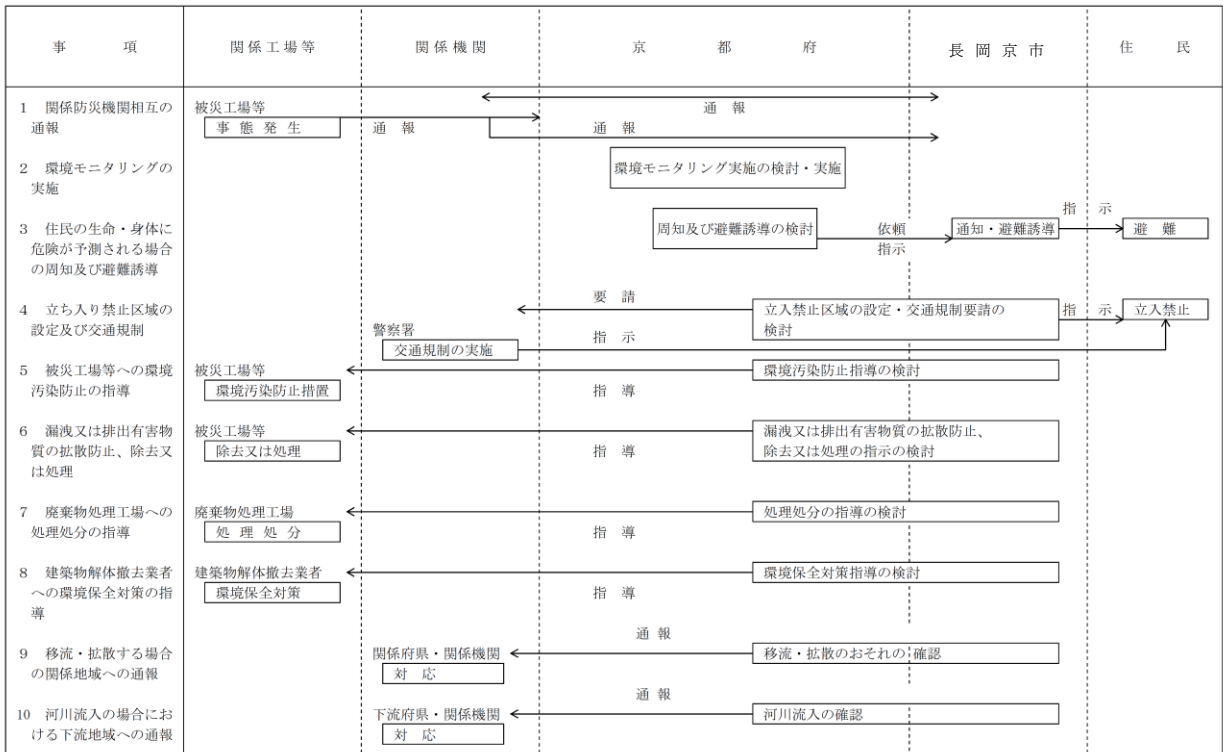 事　項
関係工場等
関係機関
京　都　府
長岡京市
住　民
1　関係防災機関相互の
通報
被災工場等
事態発生
通　報
通　報
通　報
2　環境モニタリングの
実施
環境モニタリング実施の検討・実施
3　住民の生命・身体に
危険が予測される場合
の周知及び避難誘導
周知及び避難誘導の検討
依頼
指示
通知・避難誘導
指　示
避　難
4　立ち入り禁止区域の
設定及び交通規制
要　請
立入禁止区域の設定・交通規制要請の
検討
指　示
立入禁止
警察署
交通規制の実施
指　示
5　被災工場等への環境
汚染防止の指導
被災工場等
環境汚染防止措置
指　導
環境汚染防止指導の検討
6　漏洩又は排出有害物
質の拡散防止、除去又
は処理
被災工場等
除去又は処理
指　導
漏洩又は排出有害物質の拡散防止、
除去又は処理の指示の検討
7　廃棄物処理工場への
処理処分の指導
廃棄物処理工場
処理処分
指　導
処理処分の指導の検討
8　建築物解体撤去業者
への環境保全対策の指
導
建築物解体撤去業者
環境保全対策
指　導
環境保全対策指導の検討
9　移流・拡散する場合
の関係地域への通報
関係府県・関係機関
対　応
通　報
移流・拡散のおそれの確認
10　河川流入の場合にお
ける下流地域への通報
下流府県・関係機関
対　応
通　報
河川流入の確認